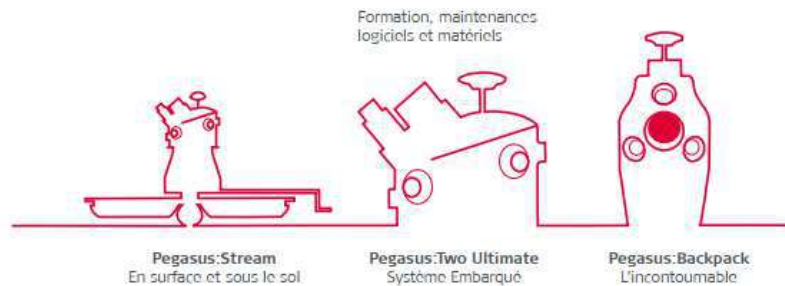 Formation, maintenances
logiciels et matériels
Pegasus:Stream
En surface et sous le sol
Pegasus:Two Ultimate
Système Embarqué
Pegasus:Backpack
L'incontournable